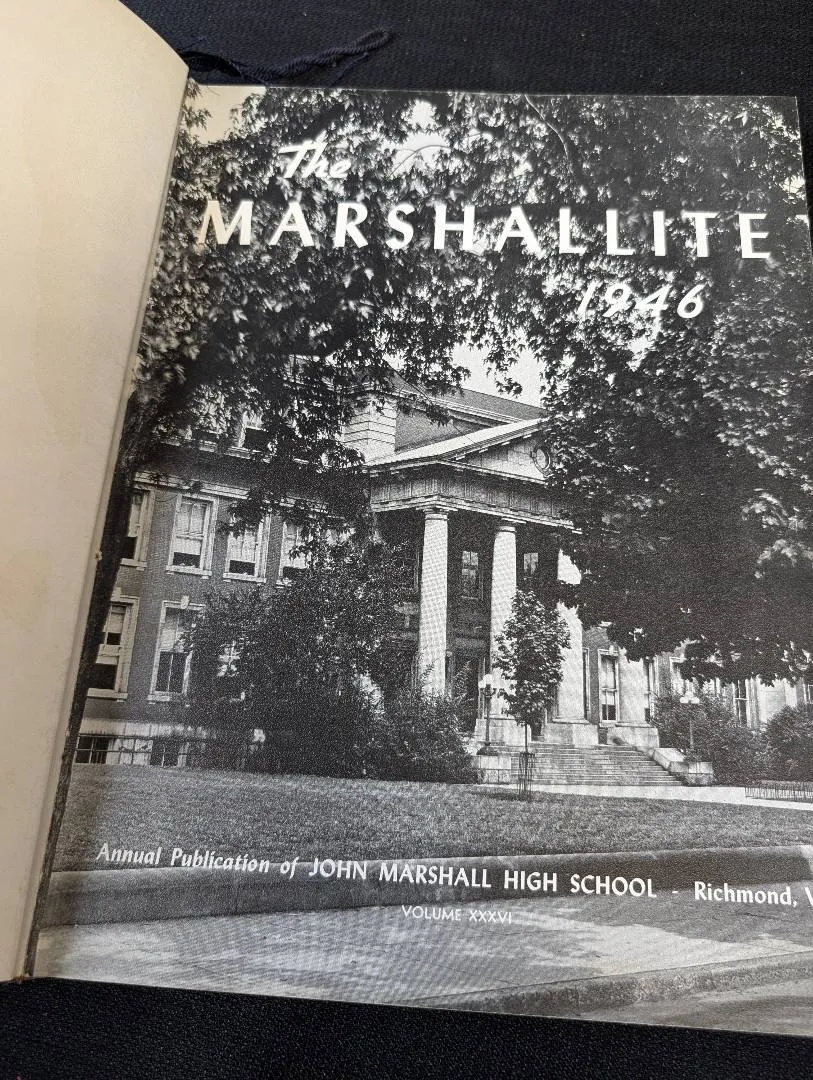 The
MARSHALLITE
1946
Annual Publication of JOHN MARSHALL HIGH SCHOOL - Richmond,
VOLUME XXXVI